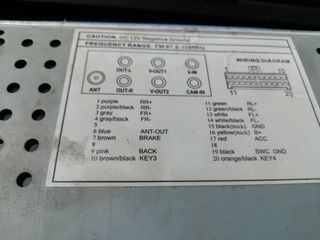 CAUTION. DC 12V Negative Ground
FREQUENCY RANGE: FM 87.5-108MHz
WIRING DIAGRAM
OUT-L V-OUT1 V-IN
ANT OUT-R V-OUT2 CAM-IN
10
11 20
1 purple RR+
2 purple/black RR-
3 gray FR+
4 gray/black FR-
5
6 blue ANT-OUT
7 brown BRAKE
8
9 pink BACK
10 brown/black KEY3
11 green RL+
12 green/black RL-
13 white FL+
14 white/black FL-
15 black(thick) GND
16 yellow(thick) B+
17 red ACC
18
19 black SWC. GND
20 orange/black KEY4